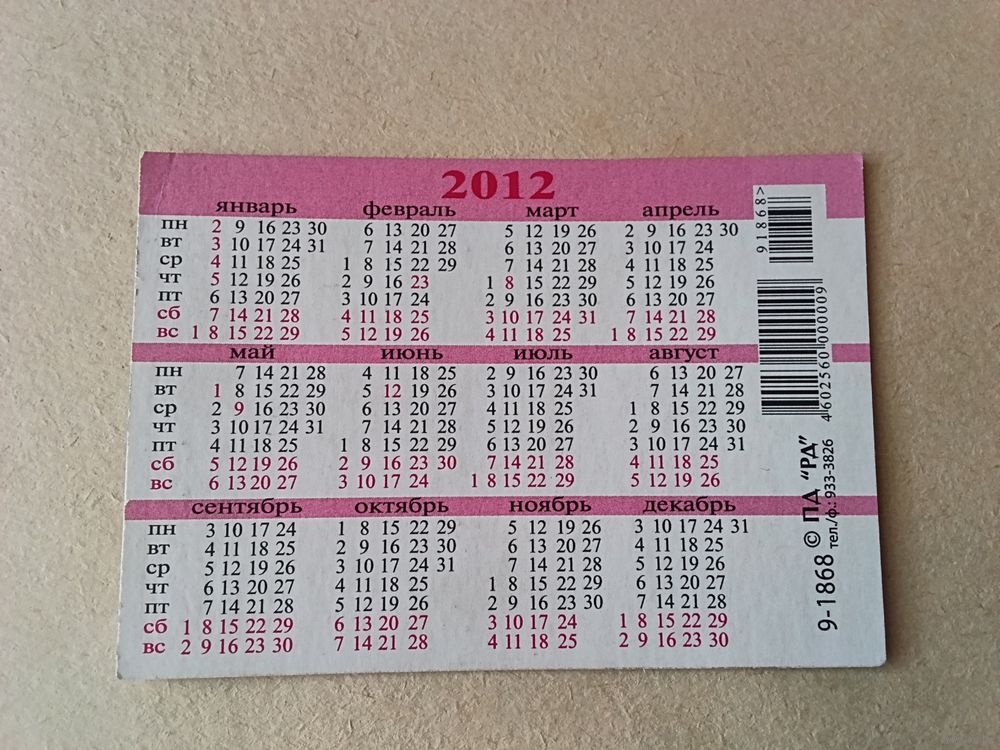 2012
январь февраль март апрель
пн 2 9 16 23 30 6 13 20 27 5 12 19 26 2 9 16 23 30
вт 3 10 17 24 31 7 14 21 28 6 13 20 27 3 10 17 24
ср 4 11 18 25 1 8 15 22 29 7 14 21 28 4 11 18 25
чт 5 12 19 26 2 9 16 23 1 8 15 22 29 5 12 19 26
пт 6 13 20 27 3 10 17 24 2 9 16 23 30 6 13 20 27
сб 7 14 21 28 4 11 18 25 3 10 17 24 31 7 14 21 28
вс 1 8 15 22 29 5 12 19 26 4 11 18 25 1 8 15 22 29
май июнь июль август
пн 7 14 21 28 4 11 18 25 2 9 16 23 30 6 13 20 27
вт 1 8 15 22 29 5 12 19 26 3 10 17 24 31 7 14 21 28
ср 2 9 16 23 30 6 13 20 27 4 11 18 25 1 8 15 22 29
чт 3 10 17 24 31 7 14 21 28 5 12 19 26 2 9 16 23 30
пт 4 11 18 25 1 8 15 22 29 6 13 20 27 3 10 17 24 31
сб 5 12 19 26 2 9 16 23 30 7 14 21 28 4 11 18 25
вс 6 13 20 27 3 10 17 24 1 8 15 22 29 5 12 19 26
сентябрь октябрь ноябрь декабрь
пн 3 10 17 24 1 8 15 22 29 5 12 19 26 3 10 17 24 31
вт 4 11 18 25 2 9 16 23 30 6 13 20 27 4 11 18 25
ср 5 12 19 26 3 10 17 24 31 7 14 21 28 5 12 19 26
чт 6 13 20 27 4 11 18 25 1 8 15 22 29 6 13 20 27
пт 7 14 21 28 5 12 19 26 2 9 16 23 30 7 14 21 28
сб 1 8 15 22 29 6 13 20 27 3 10 17 24 1 8 15 22 29
вс 2 9 16 23 30 7 14 21 28 4 11 18 25 2 9 16 23 30
91868>
4602560 000009
9-1868 © ПД "РД"
тел./ф.: 933-3826